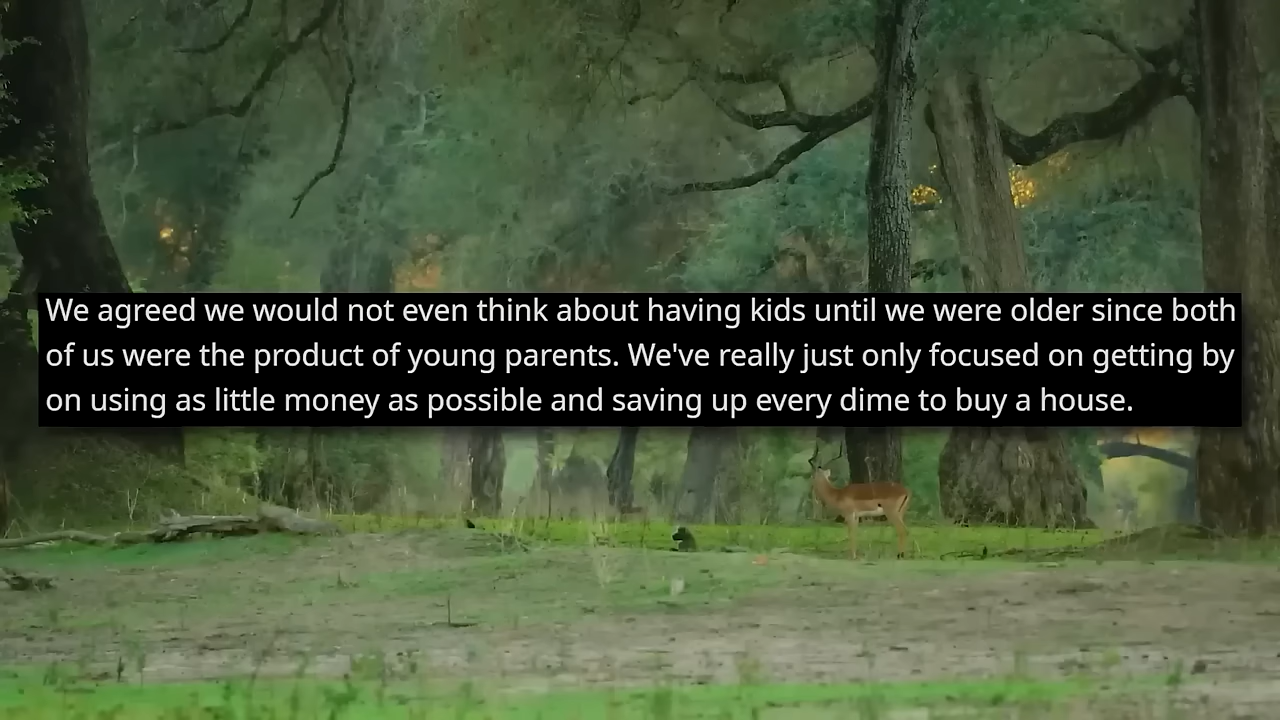 We agreed we would not even think about having kids until we were older since both
of us were the product of young parents. We've really just only focused on getting by
on using as little money as possible and saving up every dime to buy a house.